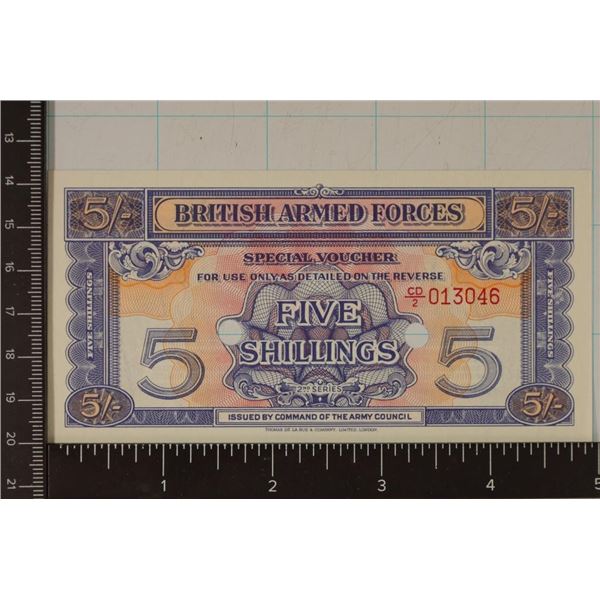 5/-
BRITISH ARMED FORCES
5/-
SPECIAL VOUCHER
FOR USE ONLY AS DETAILED ON THE REVERSE
CD/2 013046
FIVE SHILLINGS
FIVE SHILLINGS
5
FIVE
SHILLINGS
5
2ND SERIES
5/-
ISSUED BY COMMAND OF THE ARMY COUNCIL
5/-
THOMAS DE LA RUE & COMPANY, LIMITED, LONDON.
13
14
15
16
17
18
19
20
21
1
2
3
4
5